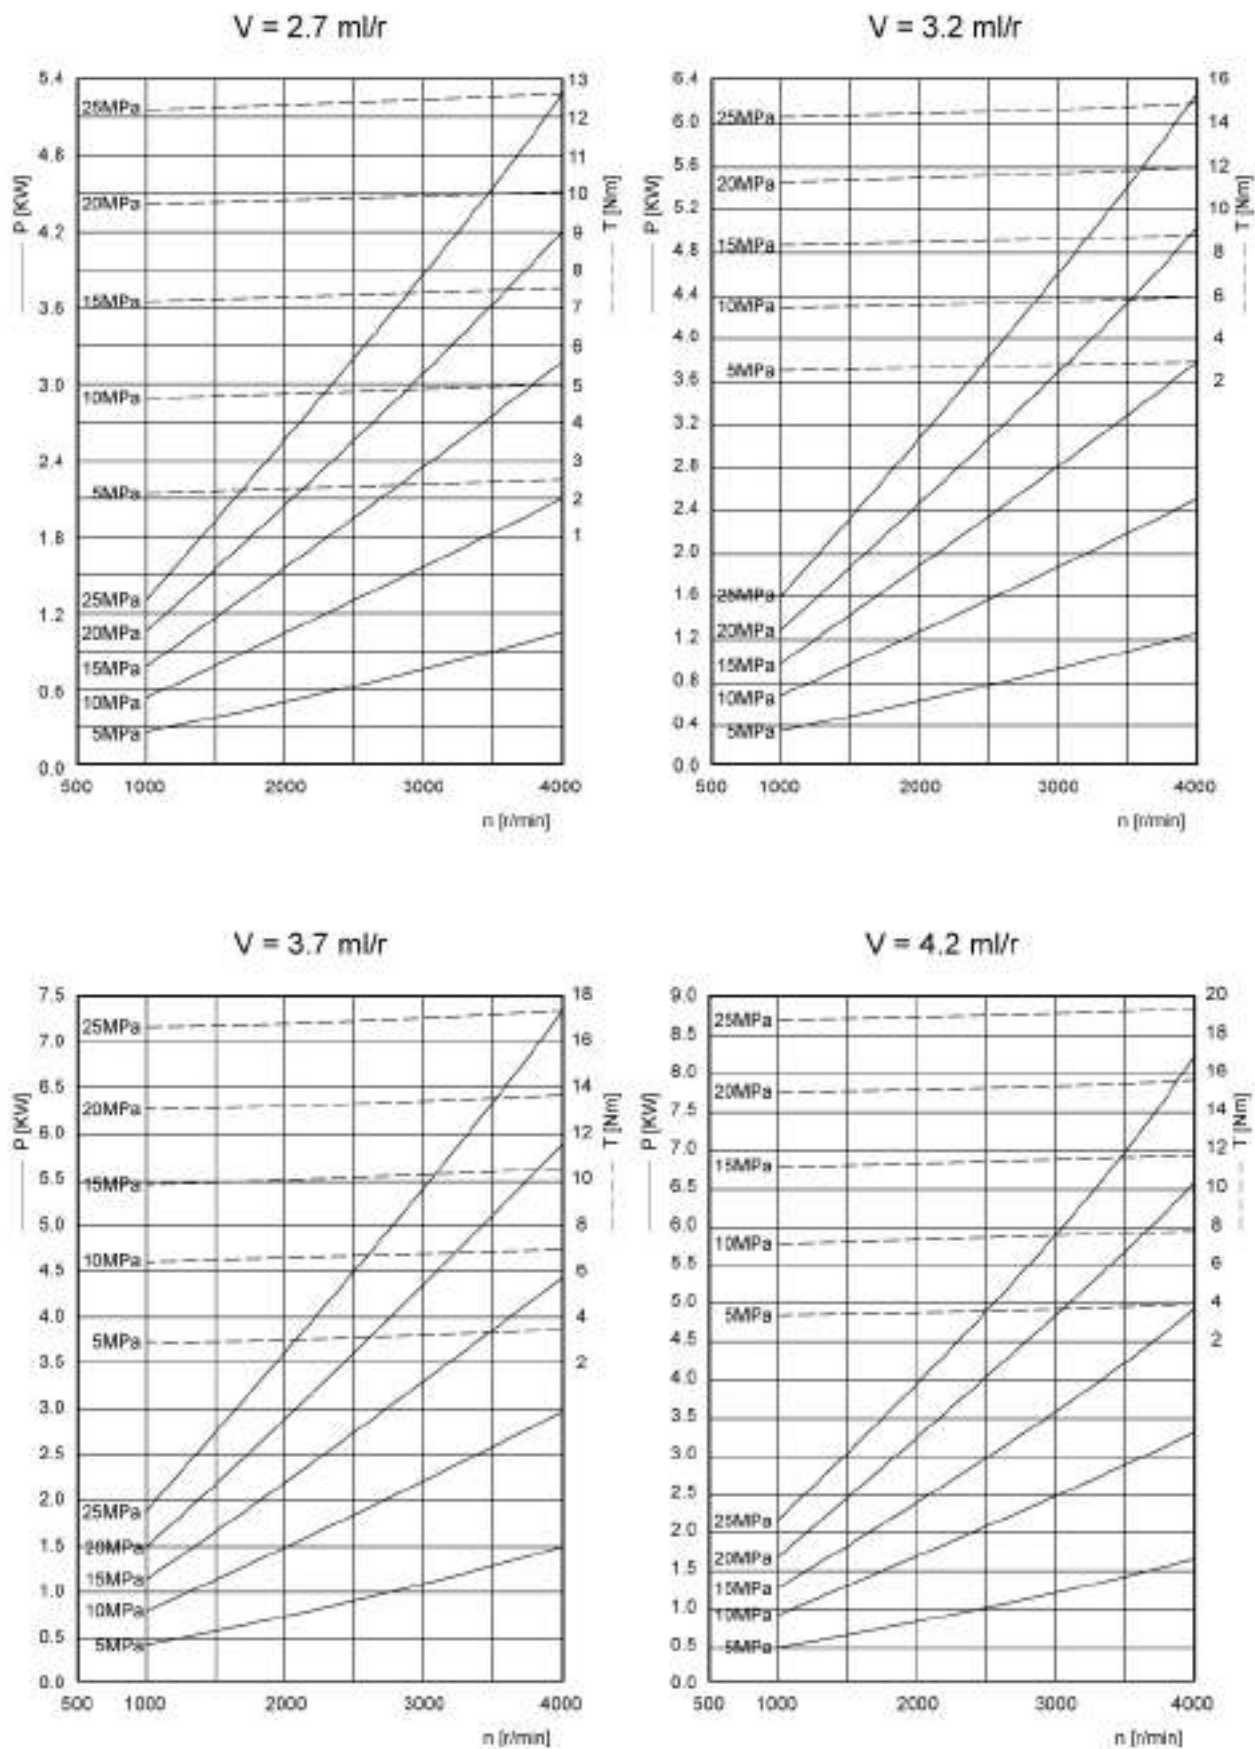 V = 2.7 ml/r
5.4
4.8
4.2
3.6
3.0
2.4
1.8
1.2
0.6
0.0
P [KW]
25MPa
20MPa
15MPa
10MPa
5MPa
25MPa
20MPa
15MPa
10MPa
5MPa
13
12
11
10
9
8
7
6
5
4
3
2
1
T [Nm]
500 1000 2000 3000 4000
n [r/min]
V = 3.2 ml/r
6.4
6.0
5.6
5.2
4.8
4.4
4.0
3.6
3.2
2.8
2.4
2.0
1.6
1.2
0.8
0.4
0.0
P [KW]
25MPa
20MPa
15MPa
10MPa
5MPa
25MPa
20MPa
15MPa
10MPa
5MPa
16
14
12
10
8
6
4
2
T [Nm]
500 1000 2000 3000 4000
n [r/min]
V = 3.7 ml/r
7.5
7.0
6.5
6.0
5.5
5.0
4.5
4.0
3.5
3.0
2.5
2.0
1.5
1.0
0.5
0.0
P [KW]
25MPa
20MPa
15MPa
10MPa
5MPa
25MPa
20MPa
15MPa
10MPa
5MPa
18
16
14
12
10
8
6
4
2
T [Nm]
500 1000 2000 3000 4000
n [r/min]
V = 4.2 ml/r
9.0
8.5
8.0
7.5
7.0
6.5
6.0
5.5
5.0
4.5
4.0
3.5
3.0
2.5
2.0
1.5
1.0
0.5
0.0
P [KW]
25MPa
20MPa
15MPa
10MPa
5MPa
25MPa
20MPa
15MPa
10MPa
5MPa
20
18
16
14
12
10
8
6
4
2
T [Nm]
500 1000 2000 3000 4000
n [r/min]